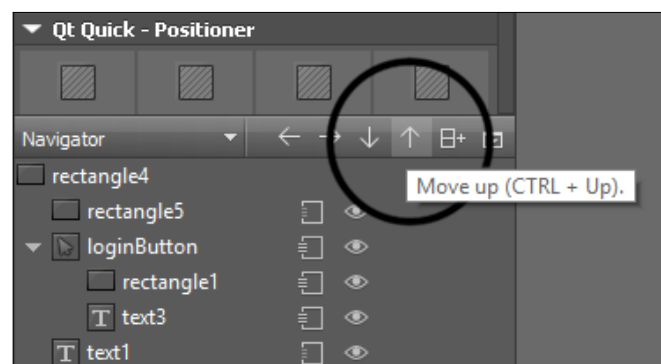 Qt Quick - Positioner
Navigator
rectangle4
Move up (CTRL + Up).
rectangle5
loginButton
rectangle1
T text3
T text1